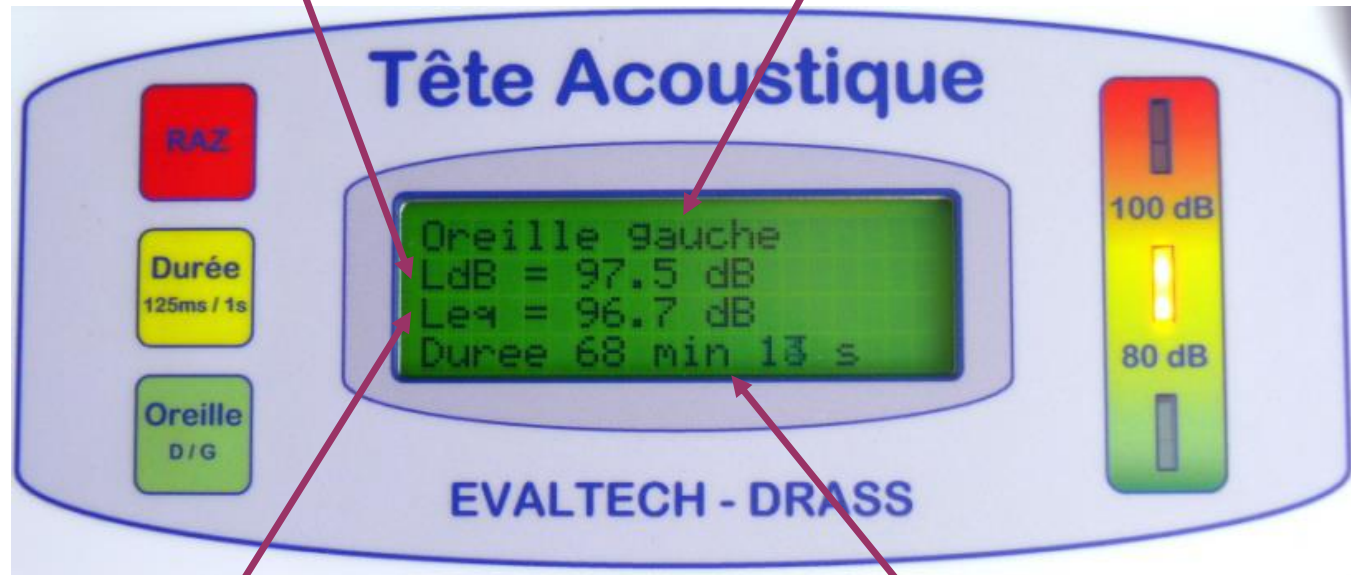 Tête Acoustique
RAZ
Durée
125ms / 1s
Oreille
D / G
Oreille gauche
LdB = 97.5 dB
Leq = 96.7 dB
Duree 68 min s
100 dB
80 dB
EVALTECH - DRASS